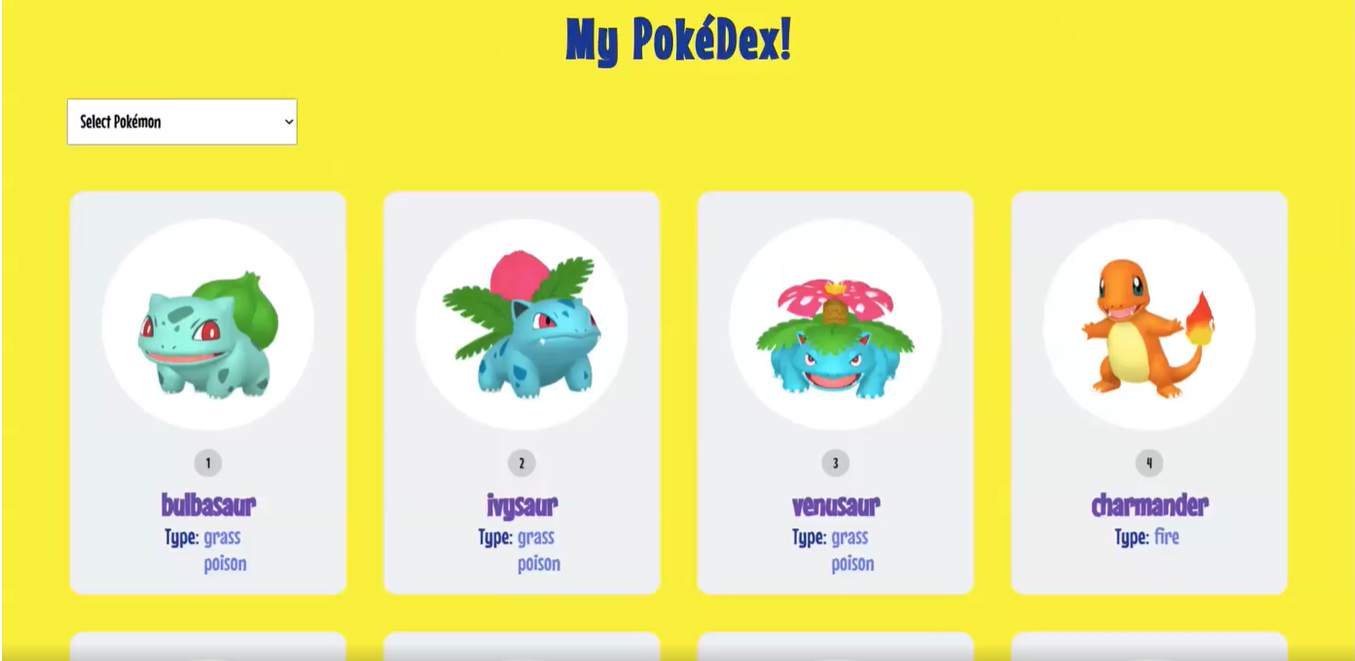 My PokéDex!
Select Pokémon
1
bulbasaur
Type: grass
poison
2
ivysaur
Type: grass
poison
3
venusaur
Type: grass
poison
4
charmander
Type: fire